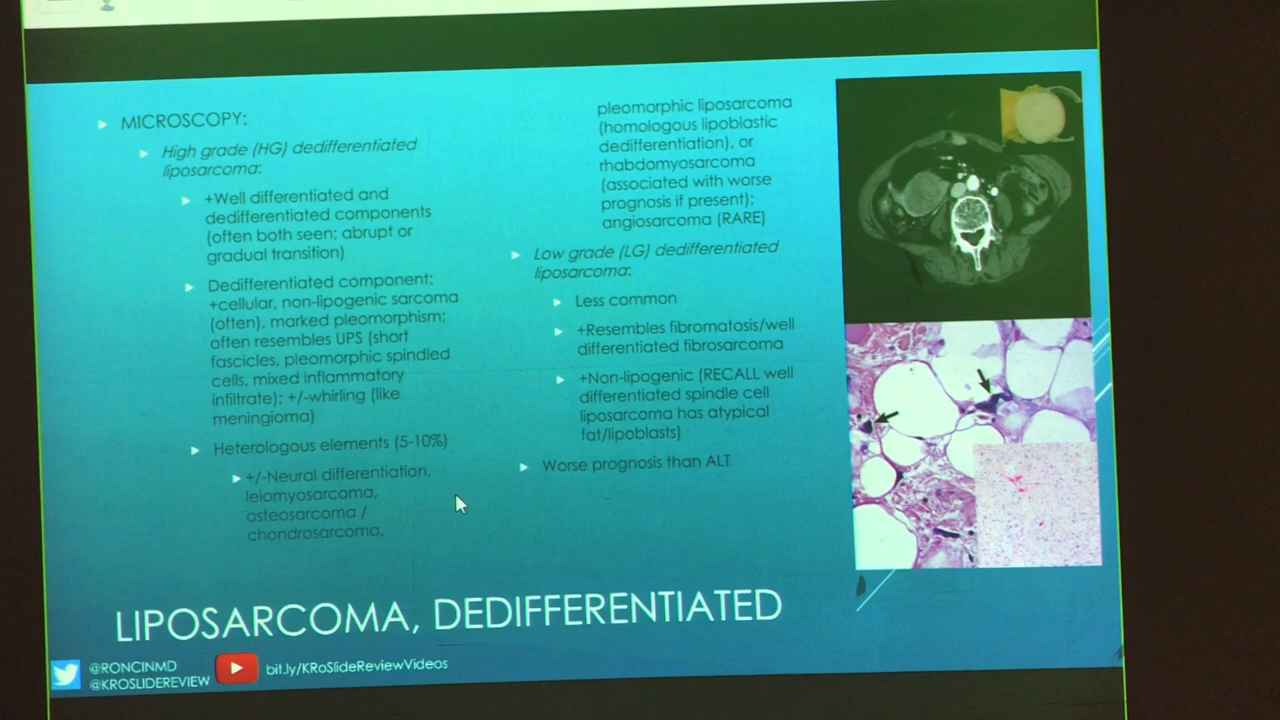 MICROSCOPY:
High grade (HG) dedifferentiated
liposarcoma:
+Well differentiated and
dedifferentiated components
(often both seen; abrupt or
gradual transition)
Dedifferentiated component:
+cellular, non-lipogenic sarcoma
(often), marked pleomorphism;
often resembles UPS (short
fascicles, pleomorphic spindled
cells, mixed inflammatory
infiltrate); +/-whirling (like
meningioma)
Heterologous elements (5-10%)
+/-Neural differentiation,
leiomyosarcoma,
osteosarcoma /
chondrosarcoma,
pleomorphic liposarcoma
(homologous lipoblastic
dedifferentiation), or
rhabdomyosarcoma
(associated with worse
prognosis if present);
angiosarcoma (RARE)
Low grade (LG) dedifferentiated
liposarcoma:
Less common
+Resembles fibromatosis/well
differentiated fibrosarcoma
+Non-lipogenic (RECALL well
differentiated spindle cell
liposarcoma has atypical
fat/lipoblasts)
Worse prognosis than ALT
LIPOSARCOMA, DEDIFFERENTIATED
@RONCINMD
@KROSLIDEREVIEW
bit.ly/KRoSlideReviewVideos